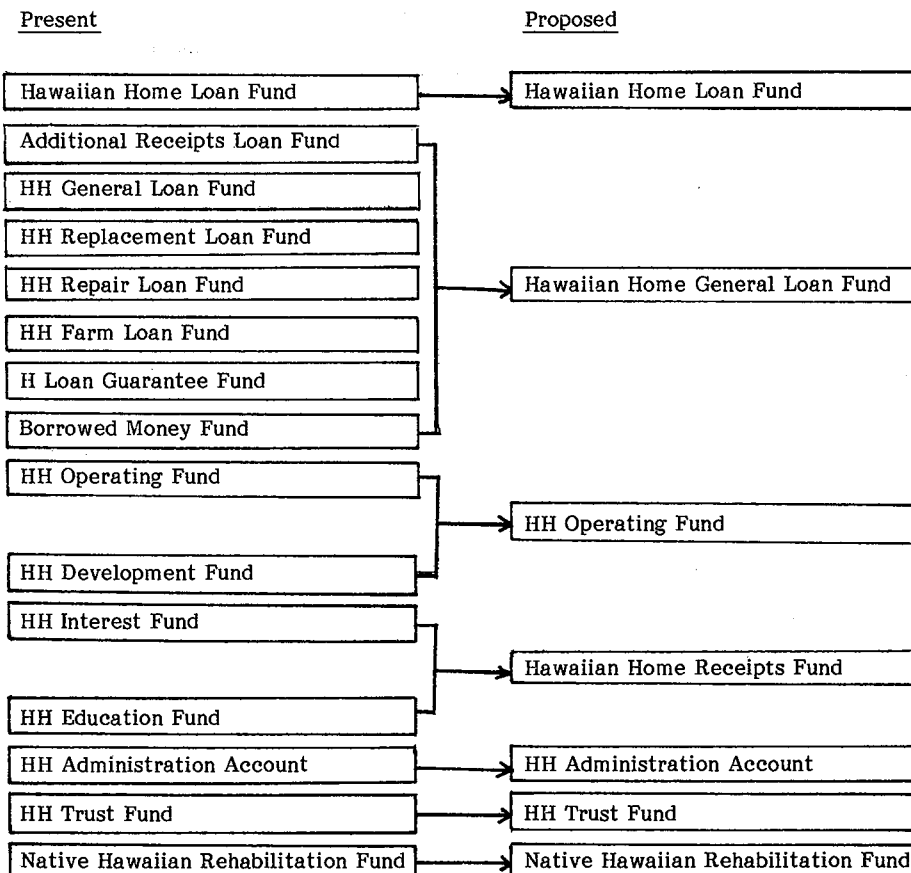 Present
Proposed
Hawaiian Home Loan Fund
Hawaiian Home Loan Fund
Additional Receipts Loan Fund
HH General Loan Fund
HH Replacement Loan Fund
HH Repair Loan Fund
HH Farm Loan Fund
H Loan Guarantee Fund
Borrowed Money Fund
Hawaiian Home General Loan Fund
HH Operating Fund
HH Development Fund
HH Operating Fund
HH Interest Fund
HH Education Fund
Hawaiian Home Receipts Fund
HH Administration Account
HH Administration Account
HH Trust Fund
HH Trust Fund
Native Hawaiian Rehabilitation Fund
Native Hawaiian Rehabilitation Fund